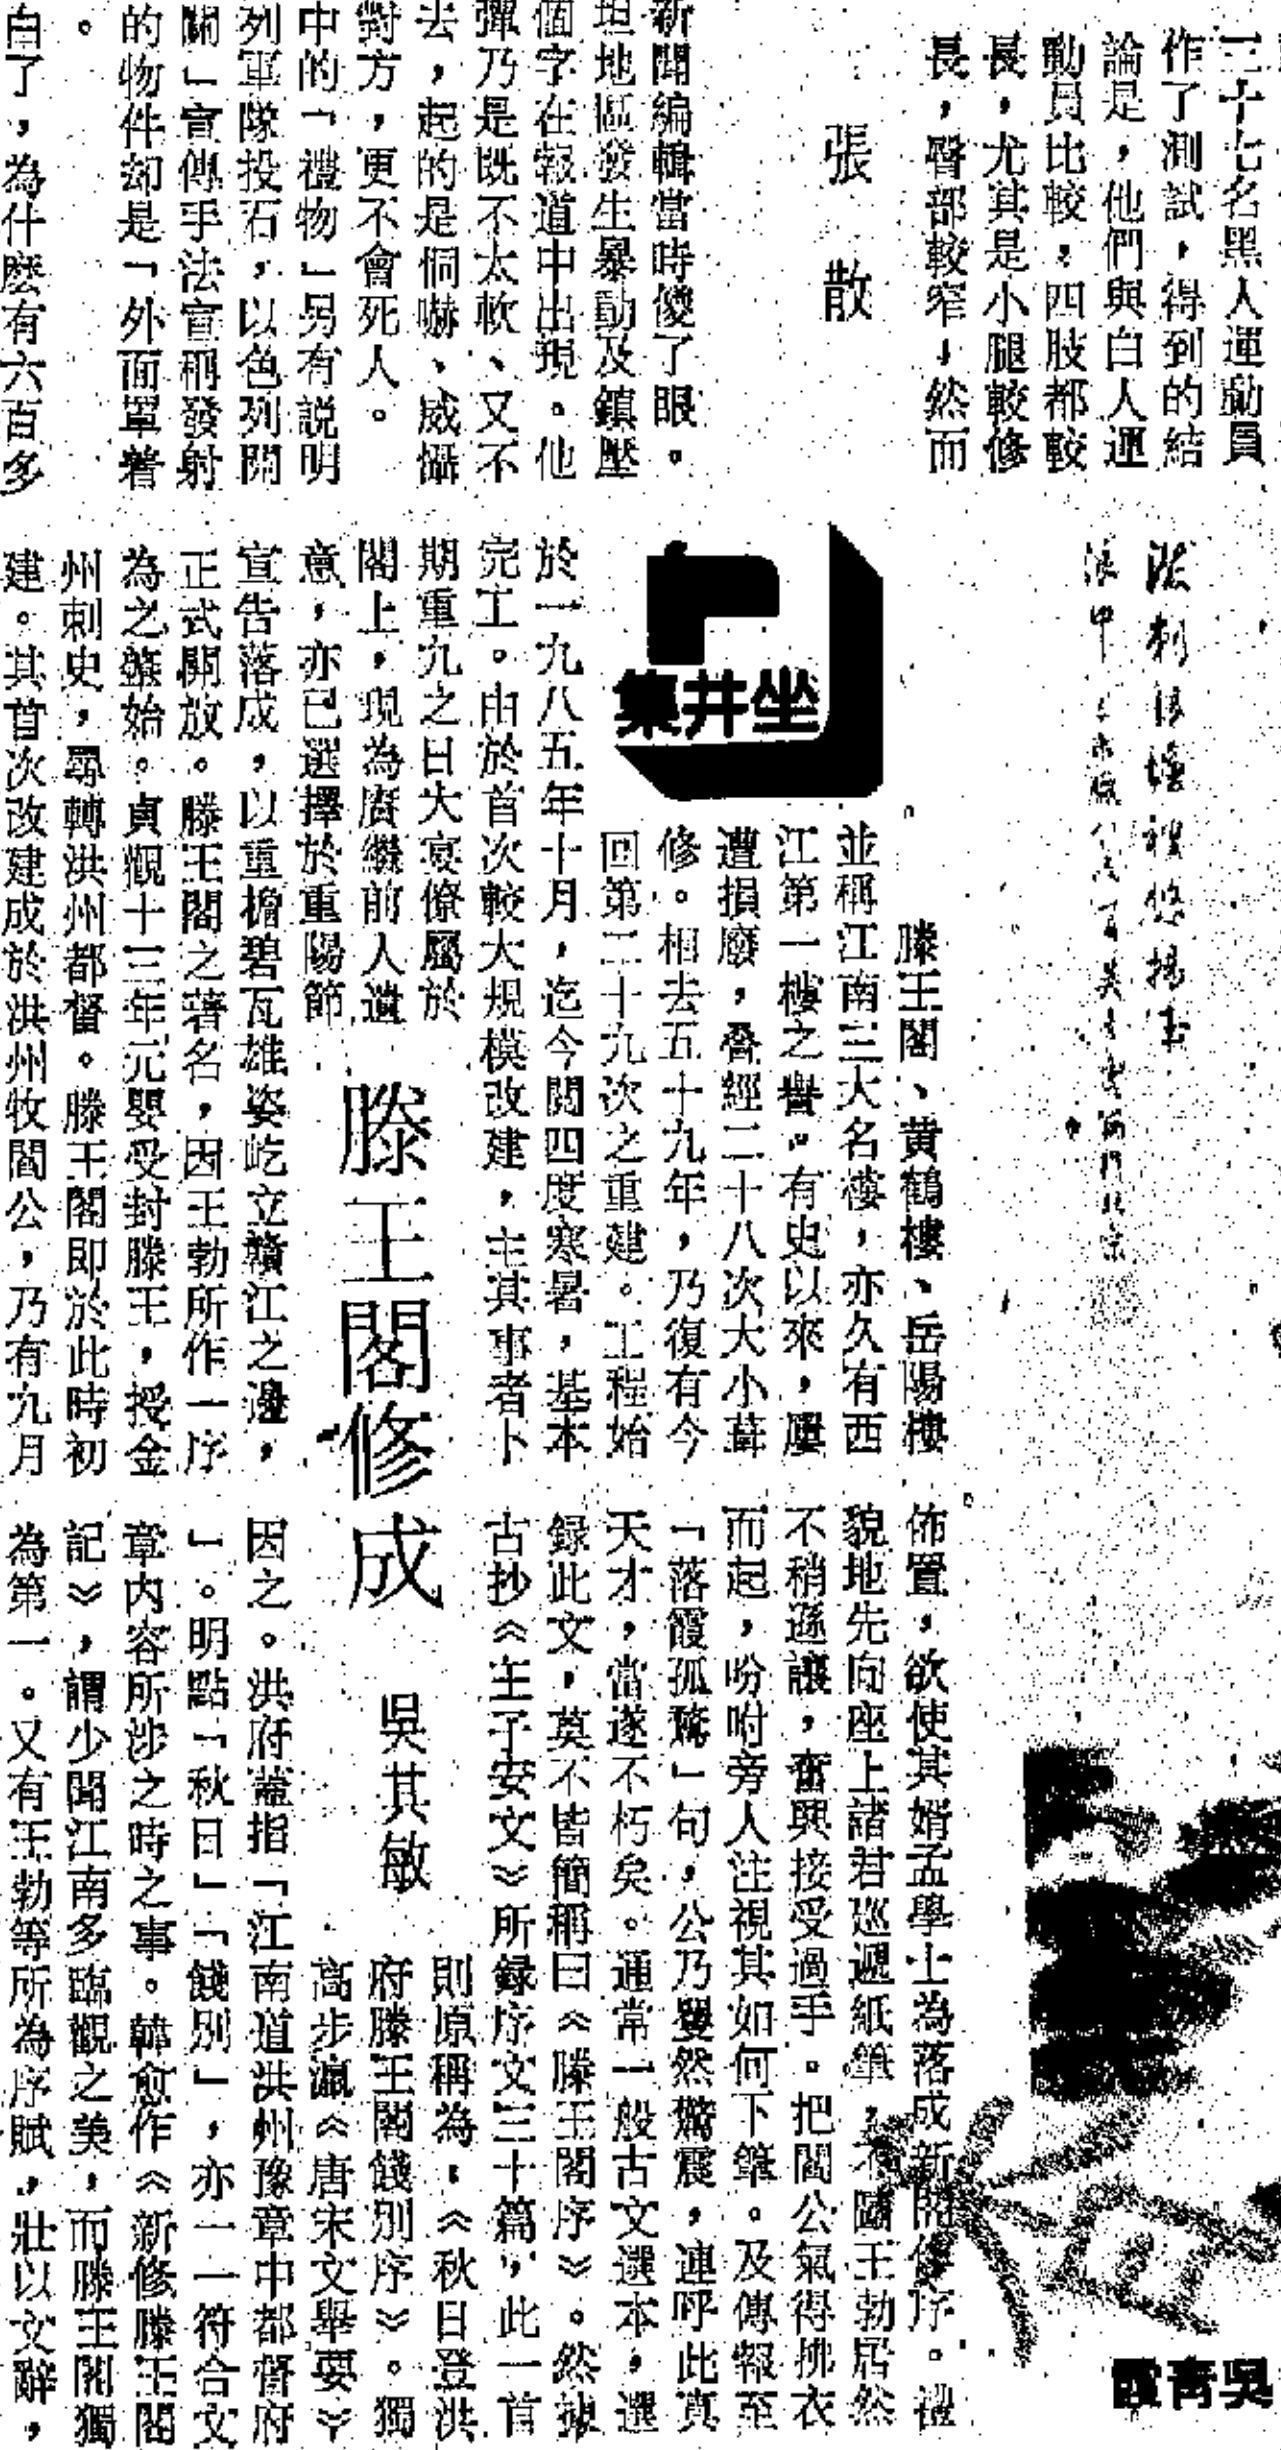 三十七名黑人運動員
作了測試,得到的結
論是,他們與白人運
動員比較,四肢都較
長,尤其是小腿較修
長,臀部較窄,然而
張散
新聞編輯當時傻了眼。
坦地區發生暴動及鎮壓
個字在報道中出現。他
彈乃是既不太軟、又不
去,起的是恫嚇、威懾
對方,更不會死人。
中的「禮物」另有説明
列軍隊投石,以色列開
關」宣傳手法宣稱發射
的物件却是「外面罩着
。
白了,為什麽有六百多
吳青霞
坐井集
滕王閣修成
吳其敏
滕王閣、黄鶴樓、岳陽樓
並稱江南三大名樓,亦久有西
江第一樓之譽。有史以來,屢
遭損廢,叠經二十八次大小葺
修。相去五十九年,乃復有今
回第二十九次之重建。工程始
於一九八五年十月,迄今閲四度寒暑,基本
完工。由於首次較大規模改建,主其事者卜
期重九之日大宴僚屬於
閣上,現為賡繼前人遺
意,亦已選擇於重陽節
宣告落成,以重檐碧瓦雄姿屹立贛江之邊,
正式開放。滕王閣之著名,因王勃所作一序
為之盤始。貞觀十三年元嬰受封滕王,授金
州刺史,尋轉洪州都督。滕王閣即於此時初
建。其首次改建成於洪州牧閻公,乃有九月
佈置,欲使其婿孟學士為落成新閣修序。禮
貌地先向座上諸君巡遞紙筆,不圖王勃居然
不稍遜讓,奮興接受過手。把閻公氣得拂衣
而起,吩咐旁人注視其如何下筆。及傳報至
「落霞孤鶩」句,公乃矍然驚震,連呼此真
天才,當遂不朽矣。通常一般古文選本,選
録此文,莫不皆簡稱曰《滕王閣序》。然據
古抄《王子安文》所録序文三十篇,此一首
則原稱為:《秋日登洪
府滕王閣餞别序》。獨
高步瀛《唐宋文舉要》
因之。洪府蓋指「江南道洪州豫章中都督府
」。明點「秋日」「餞别」,亦一一符合文
章内容所涉之時之事。韓愈作《新修滕王閣
記》,謂少聞江南多臨觀之美,而滕王閣獨
為第一。又有王勃等所為序賦,壯以文辭,